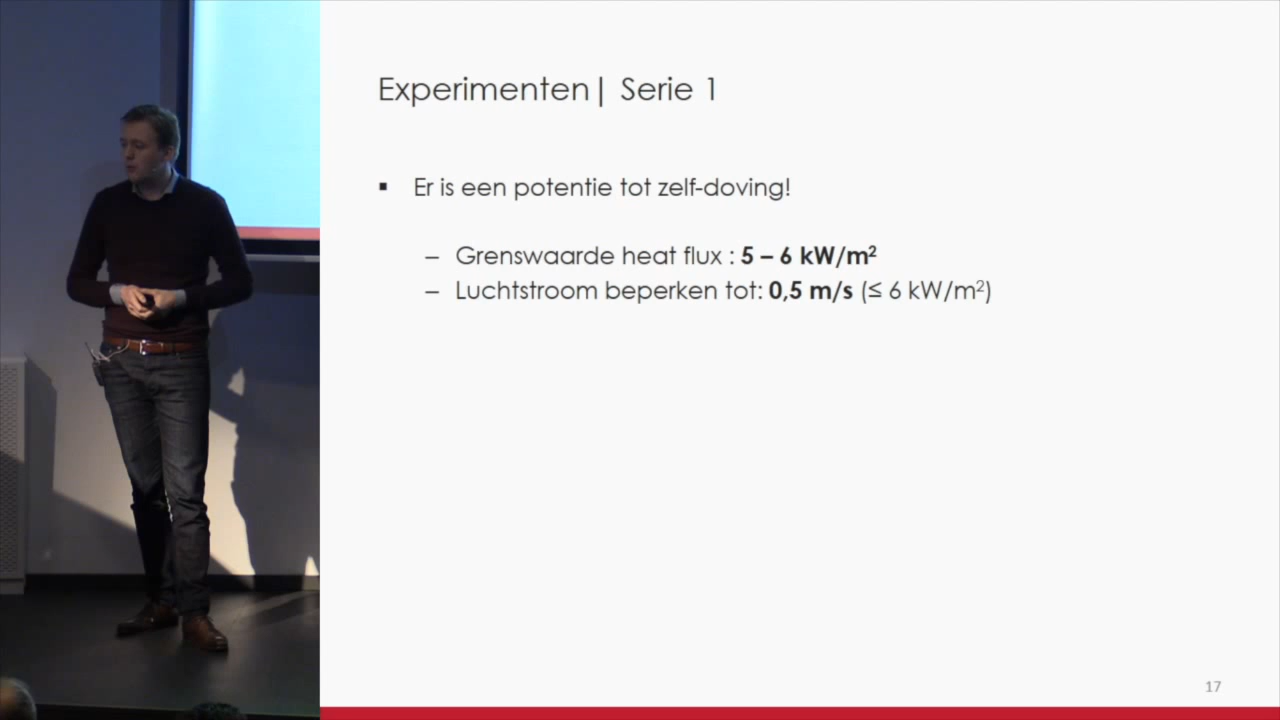 Experimenten| Serie 1
▪ Er is een potentie tot zelf-doving!
– Grenswaarde heat flux : 5 – 6 kW/m²
– Luchtstroom beperken tot: 0,5 m/s (≤ 6 kW/m²)
17